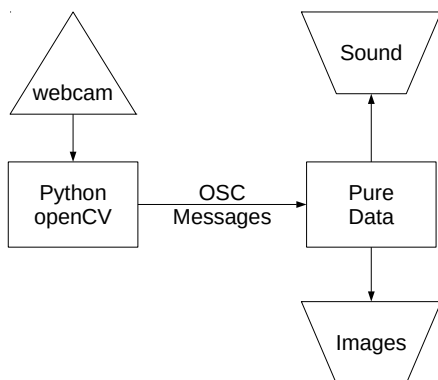 webcam
Python
openCV
OSC
Messages
Sound
Pure
Data
Images